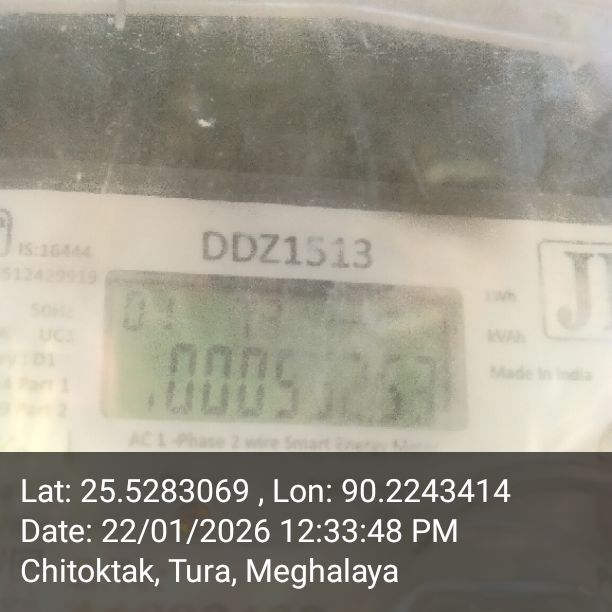 IS:16444
DDZ1513
512429919
50Hz
UC1
kWh
kVAh
D1
Part 1
Part 2
Made In India
AC 1 -Phase 2 wire Smart Energy Meter
Lat: 25.5283069 , Lon: 90.2243414
Date: 22/01/2026 12:33:48 PM
Chitoktak, Tura, Meghalaya